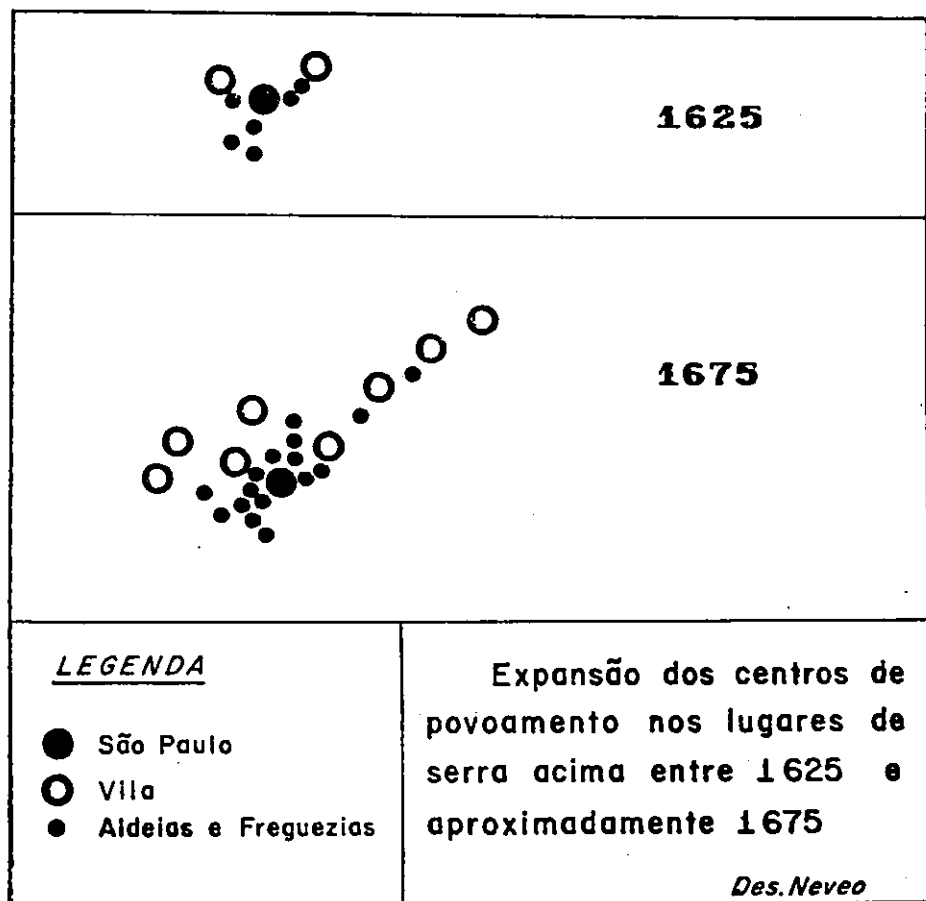 1625
1675
LEGENDA
São Paulo
Vila
Aldeias e Freguezias
Expansão dos centros de
povoamento nos lugares de
serra acima entre 1625 e
aproximadamente 1675
Des. Neveo